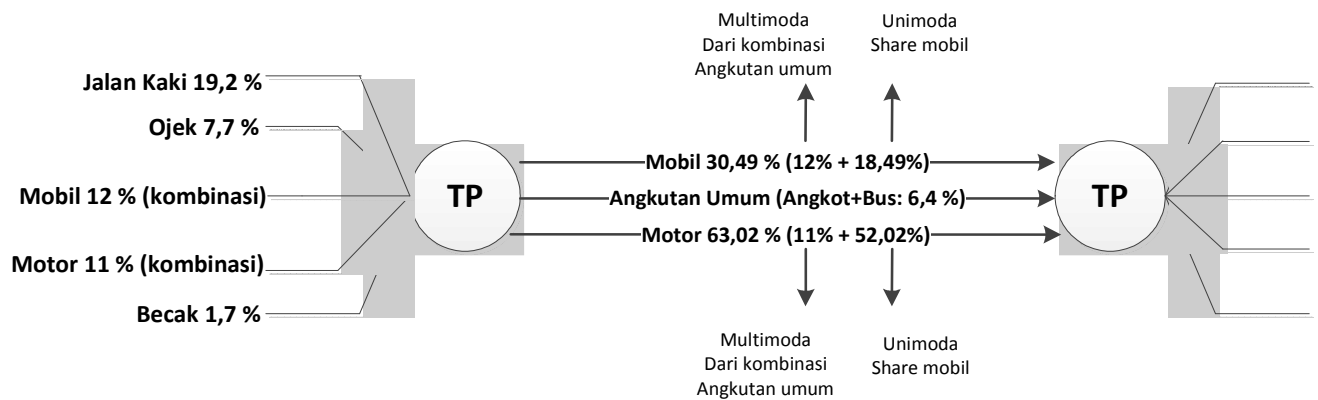 Multimoda
Dari kombinasi
Angkutan umum
Unimoda
Share mobil
Jalan Kaki 19,2 %
Ojek 7,7 %
Mobil 12 % (kombinasi)
Motor 11 % (kombinasi)
Becak 1,7 %
TP
Mobil 30,49 % (12% + 18,49%)
Angkutan Umum (Angkot+Bus: 6,4 %)
Motor 63,02 % (11% + 52,02%)
TP
Multimoda
Dari kombinasi
Angkutan umum
Unimoda
Share mobil